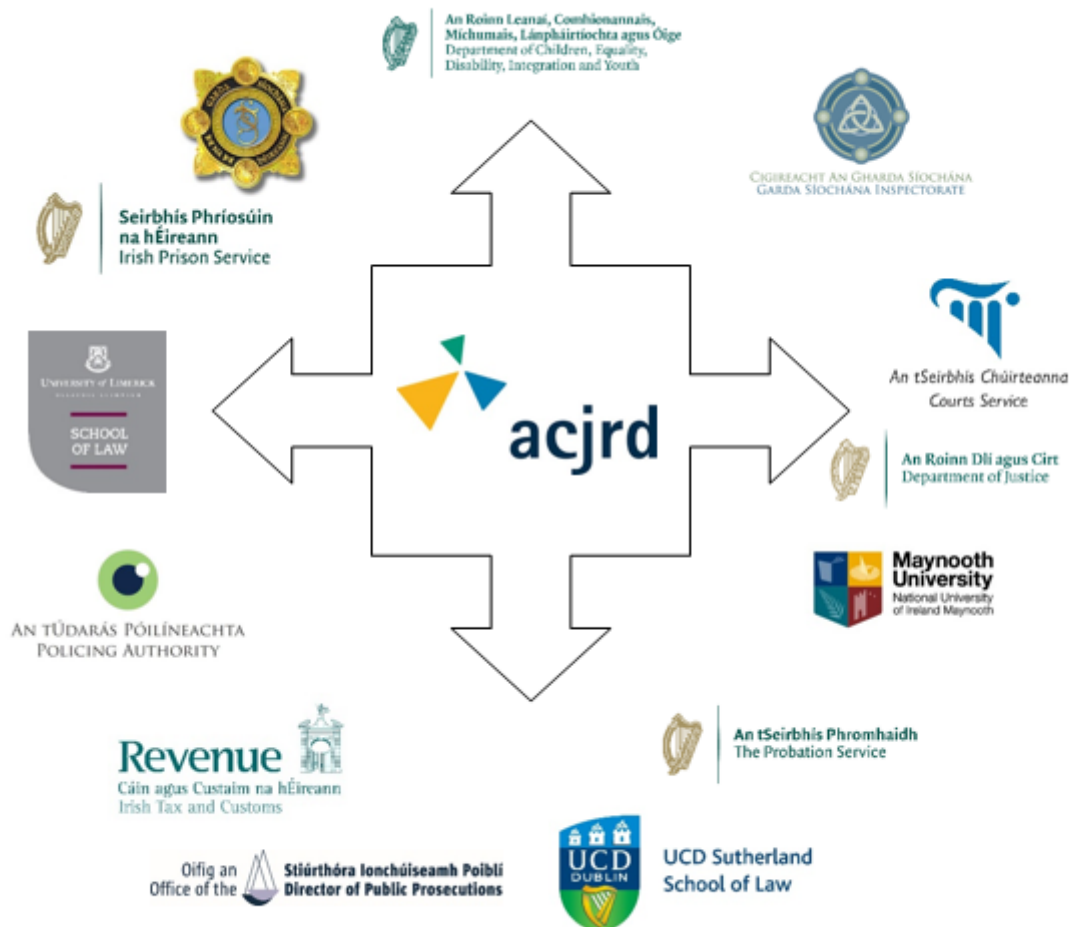 An Roinn Leanaí, Comhionannais,
Míchumais, Lánpháirtíochta agus Óige
Department of Children, Equality,
Disability, Integration and Youth
GARDA SÍOCHÁNA
CIGIREACHT AN GHARDA SÍOCHÁNA
GARDA SÍOCHÁNA INSPECTORATE
Seirbhís Phríosúin
na hÉireann
Irish Prison Service
UNIVERSITY of LIMERICK
SCHOOL
OF LAW
acjrd
An tSeirbhís Chúirteanna
Courts Service
An Roinn Dlí agus Cirt
Department of Justice
Maynooth
University
National University
of Ireland Maynooth
AN tÚDARÁS PÓILÍNEACHTA
POLICING AUTHORITY
Revenue
Cáin agus Custaim na hÉireann
Irish Tax and Customs
An tSeirbhís Phromhaidh
The Probation Service
Oifig an Stiúrthóra Ionchúiseamh Poiblí
Office of the Director of Public Prosecutions
UCD
DUBLIN
UCD Sutherland
School of Law